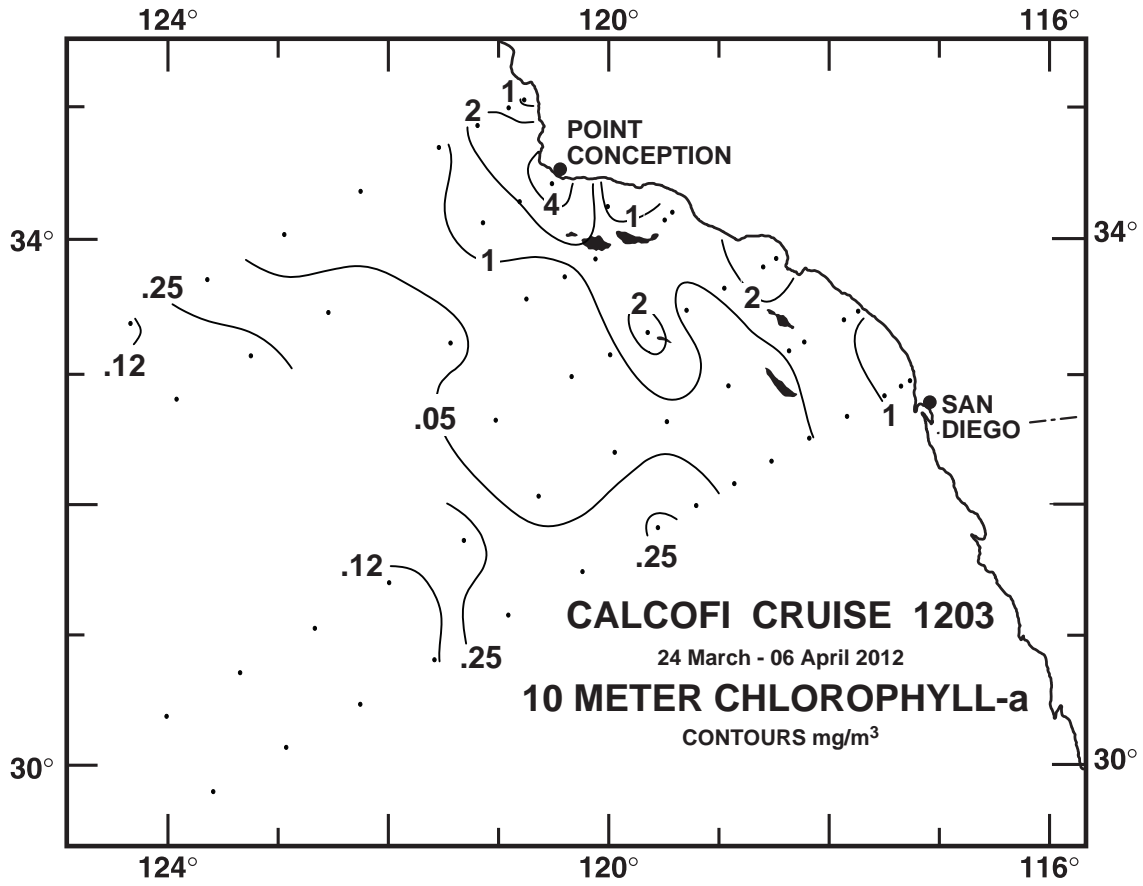 124° 120° 116°
1
2
POINT
CONCEPTION
4
1
34° 34°
1
.25
2
2
.12
.05
1
SAN
DIEGO
.25
.12
CALCOFI CRUISE 1203
.25
24 March - 06 April 2012
10 METER CHLOROPHYLL-a
CONTOURS mg/m³
30° 30°
124° 120° 116°